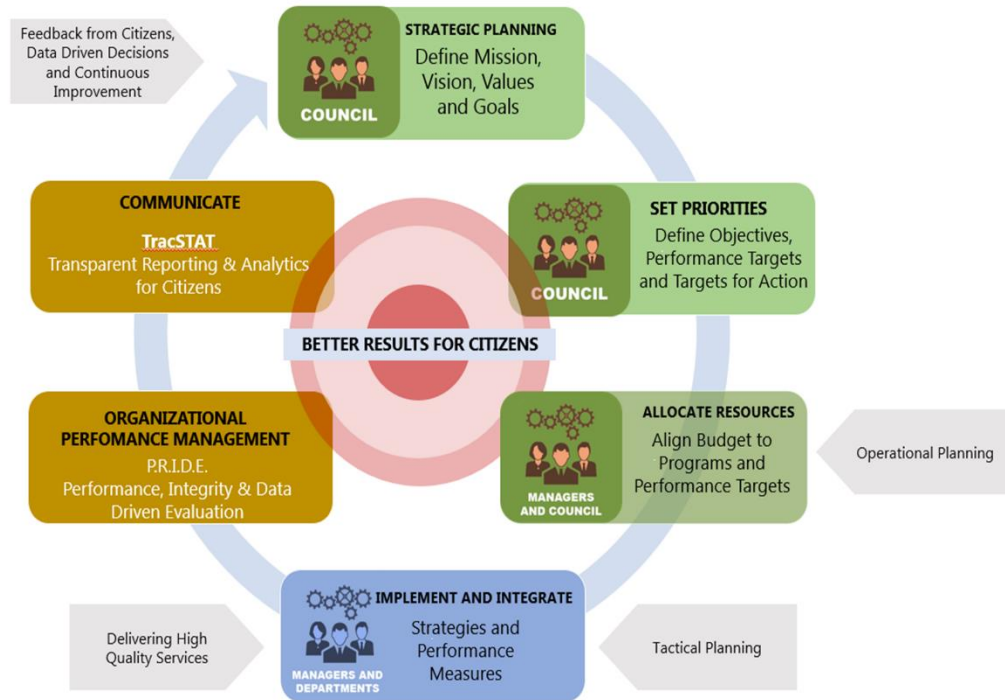 Feedback from Citizens,
Data Driven Decisions
and Continuous
Improvement
STRATEGIC PLANNING
Define Mission,
Vision, Values
and Goals
COUNCIL
SET PRIORITIES
Define Objectives,
Performance Targets
and Targets for Action
COUNCIL
COMMUNICATE
TracSTAT
Transparent Reporting & Analytics
for Citizens
BETTER RESULTS FOR CITIZENS
ALLOCATE RESOURCES
Align Budget to
Programs and
Performance Targets
MANAGERS
AND COUNCIL
Operational Planning
ORGANIZATIONAL
PERFOMANCE MANAGEMENT
P.R.I.D.E.
Performance, Integrity & Data
Driven Evaluation
IMPLEMENT AND INTEGRATE
Strategies and
Performance
Measures
MANAGERS AND
DEPARTMENTS
Delivering High
Quality Services
Tactical Planning